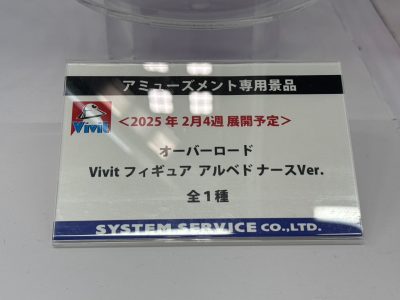 アミューズメント専用景品
Vivit
＜2025年 2月4週 展開予定＞
オーバーロード
Vivit フィギュア アルベド ナースVer.
全1種
SYSTEM SERVICE CO.,LTD.